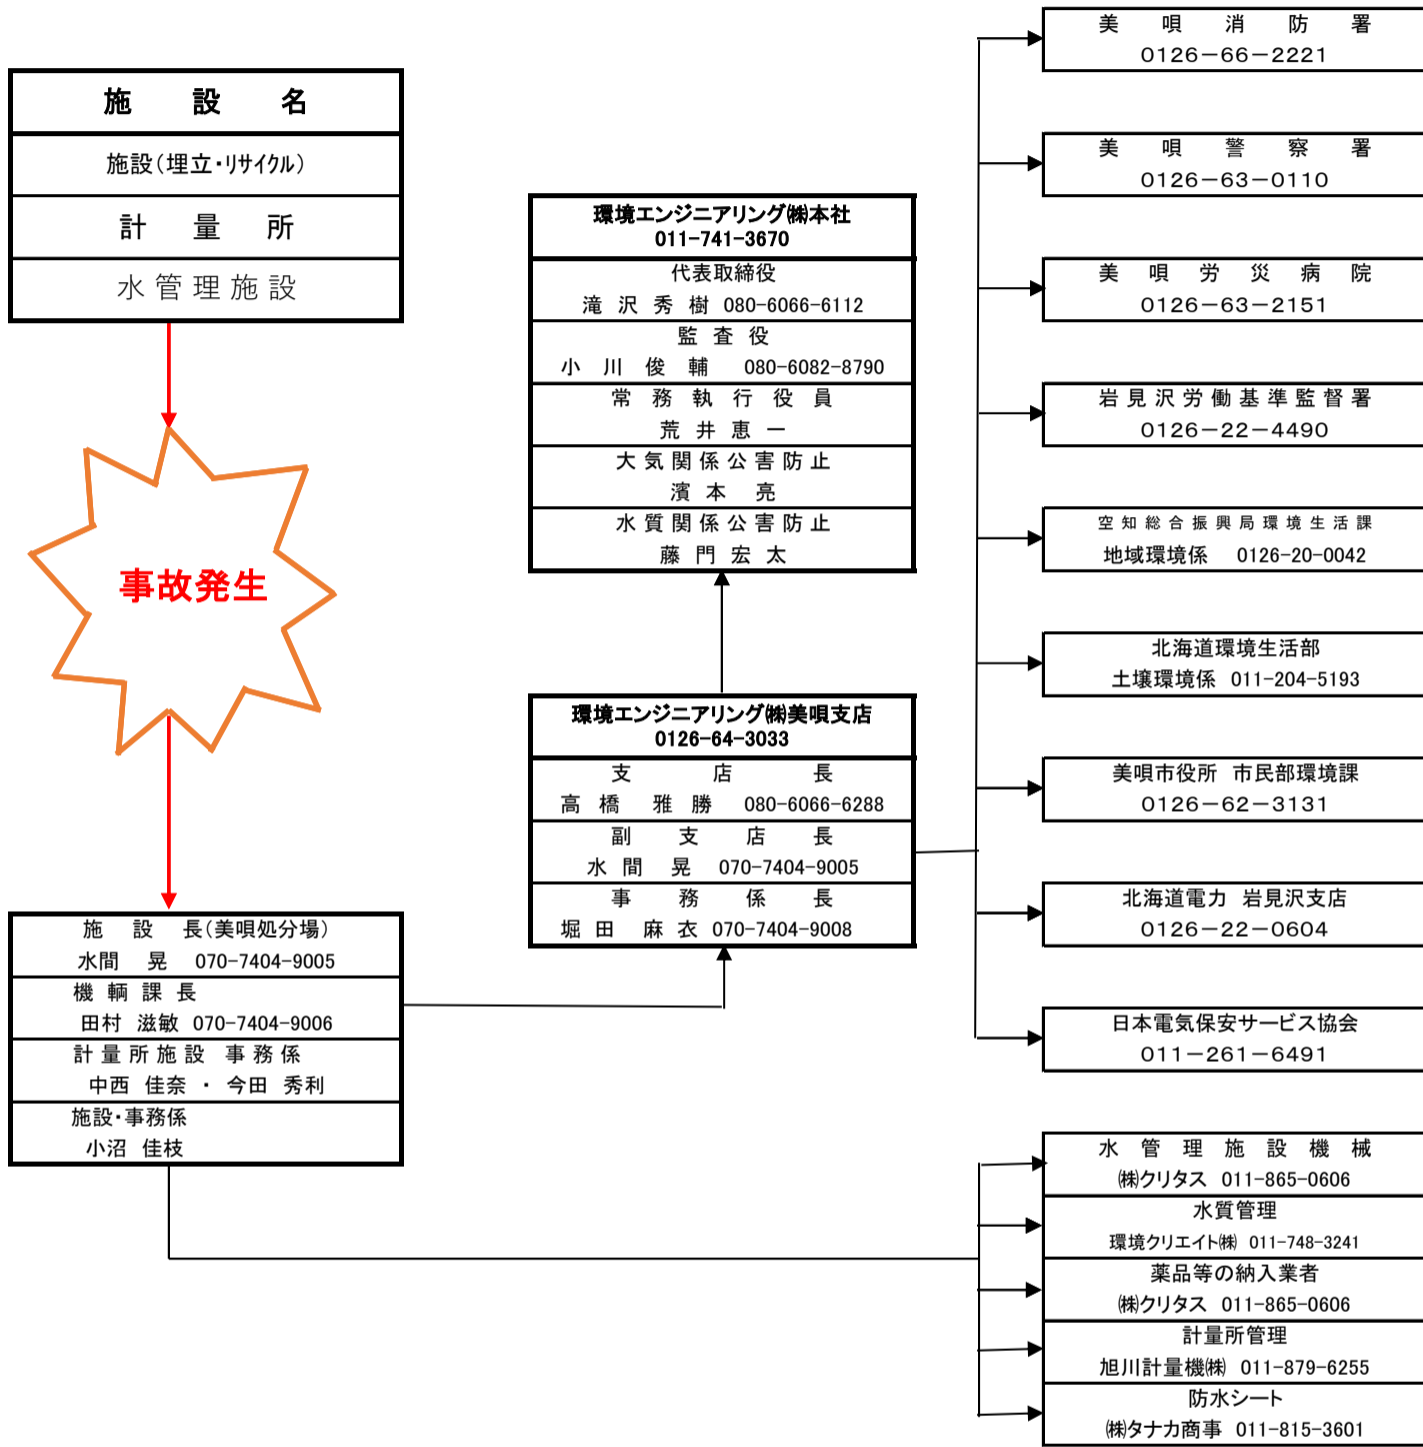 施設名
施設(埋立・リサイクル)
計量所
水管理施設
事故発生
施設長(美唄処分場)
水間 晃 070-7404-9005
機輌課長
田村 滋敏 070-7404-9006
計量所施設 事務係
中西 佳奈 ・ 今田 秀利
施設・事務係
小沼 佳枝
環境エンジニアリング㈱本社
011-741-3670
代表取締役
滝沢秀樹 080-6066-6112
監査役
小川俊輔 080-6082-8790
常務執行役員
荒井恵一
大気関係公害防止
濱本 亮
水質関係公害防止
藤門宏太
環境エンジニアリング㈱美唄支店
0126-64-3033
支店長
高橋 雅勝 080-6066-6288
副支店長
水間 晃 070-7404-9005
事務係長
堀田 麻衣 070-7404-9008
美唄消防署
0126-66-2221
美唄警察署
0126-63-0110
美唄労災病院
0126-63-2151
岩見沢労働基準監督署
0126-22-4490
空知総合振興局環境生活課
地域環境係 0126-20-0042
北海道環境生活部
土壌環境係 011-204-5193
美唄市役所 市民部環境課
0126-62-3131
北海道電力 岩見沢支店
0126-22-0604
日本電気保安サービス協会
011-261-6491
水管理施設機械
㈱クリタス 011-865-0606
水質管理
環境クリエイト㈱ 011-748-3241
薬品等の納入業者
㈱クリタス 011-865-0606
計量所管理
旭川計量機㈱ 011-879-6255
防水シート
㈱タナカ商事 011-815-3601